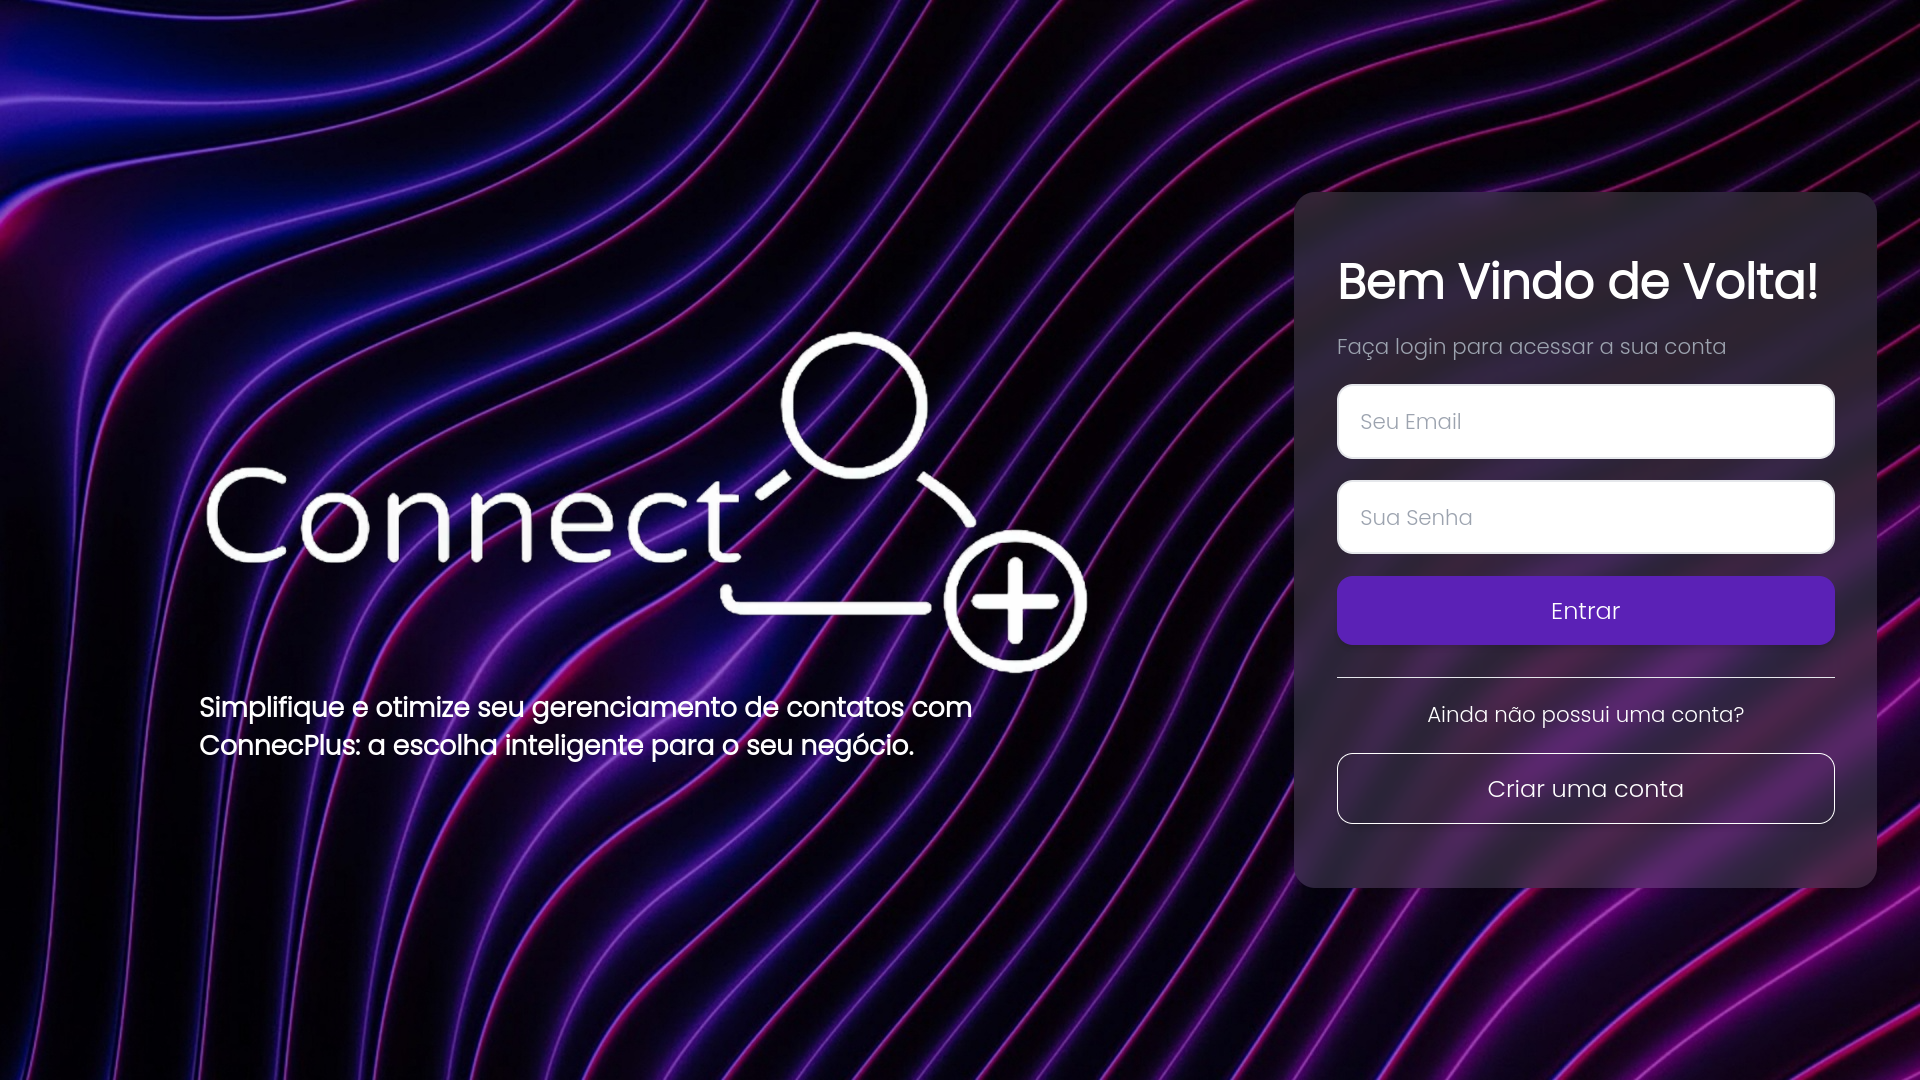 Connect
Simplifique e otimize seu gerenciamento de contatos com
ConnecPlus: a escolha inteligente para o seu negócio.
Bem Vindo de Volta!
Faça login para acessar a sua conta
Seu Email
Sua Senha
Entrar
Ainda não possui uma conta?
Criar uma conta